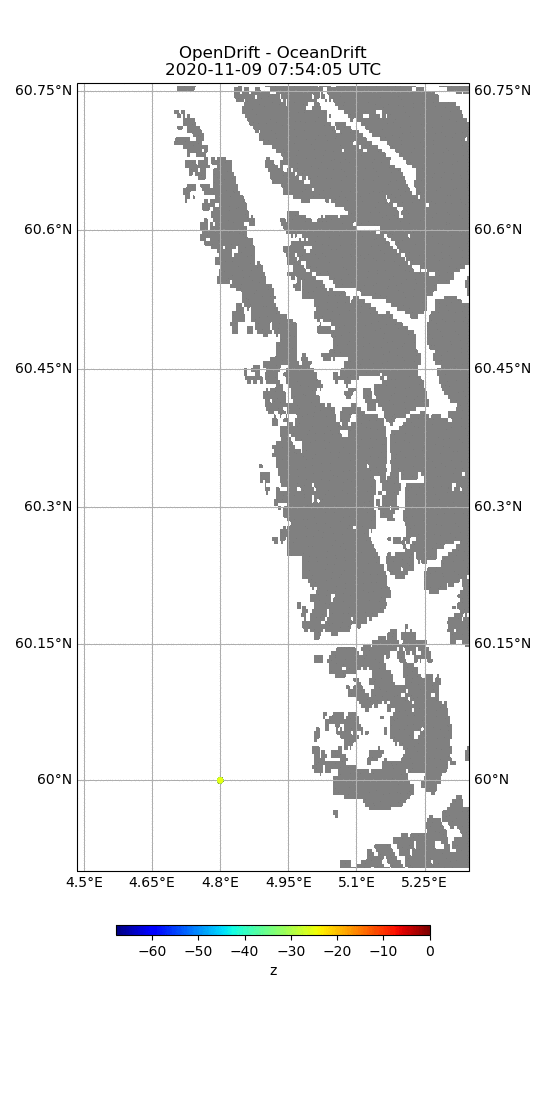 OpenDrift - OceanDrift
2020-11-09 07:54:05 UTC
60.75°N 60.75°N
60.6°N 60.6°N
60.45°N 60.45°N
60.3°N 60.3°N
60.15°N 60.15°N
60°N 60°N
4.5°E 4.65°E 4.8°E 4.95°E 5.1°E 5.25°E
−60 −50 −40 −30 −20 −10 0
z